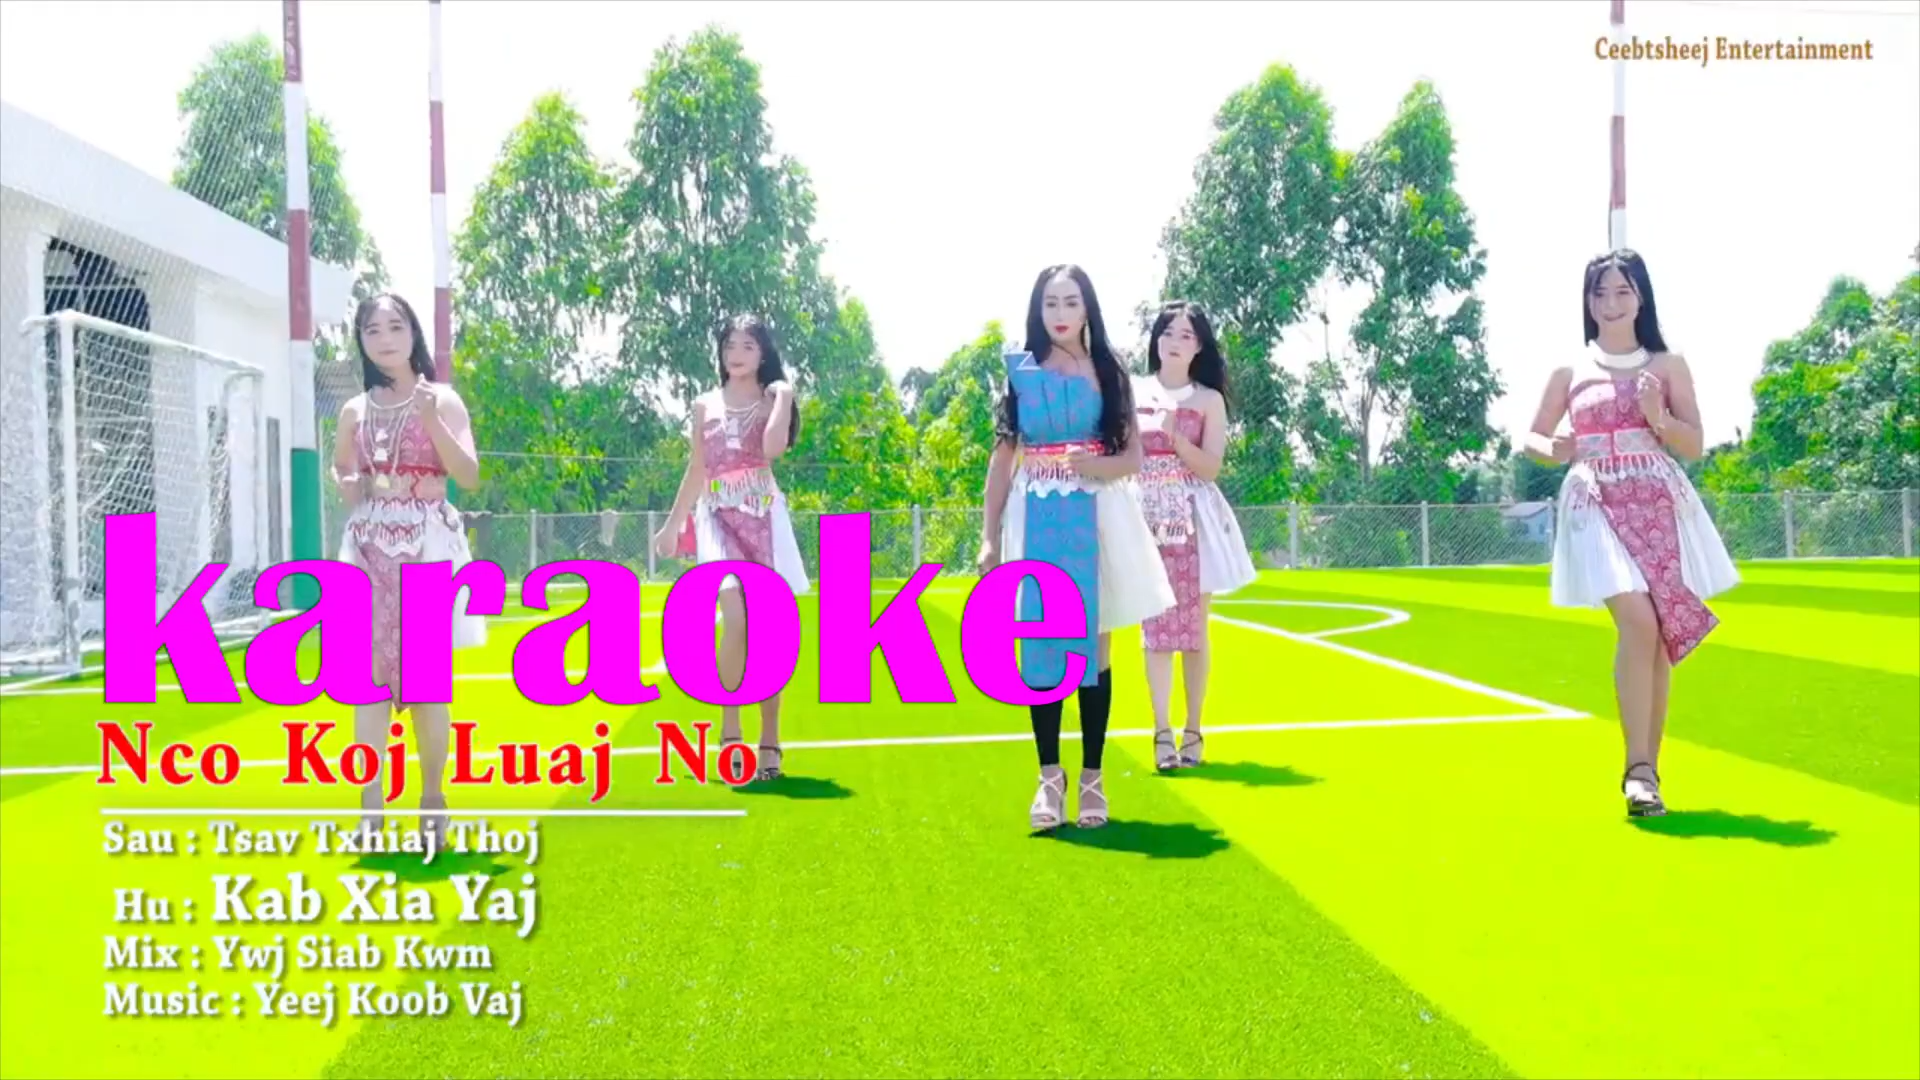 Ceebtsheej Entertainment
karaoke
Nco Koj Luaj No
Sau : Tsav Txhiaj Thoj
Hu : Kab Xia Yaj
Mix : Ywj Siab Kwm
Music : Yeej Koob Vaj